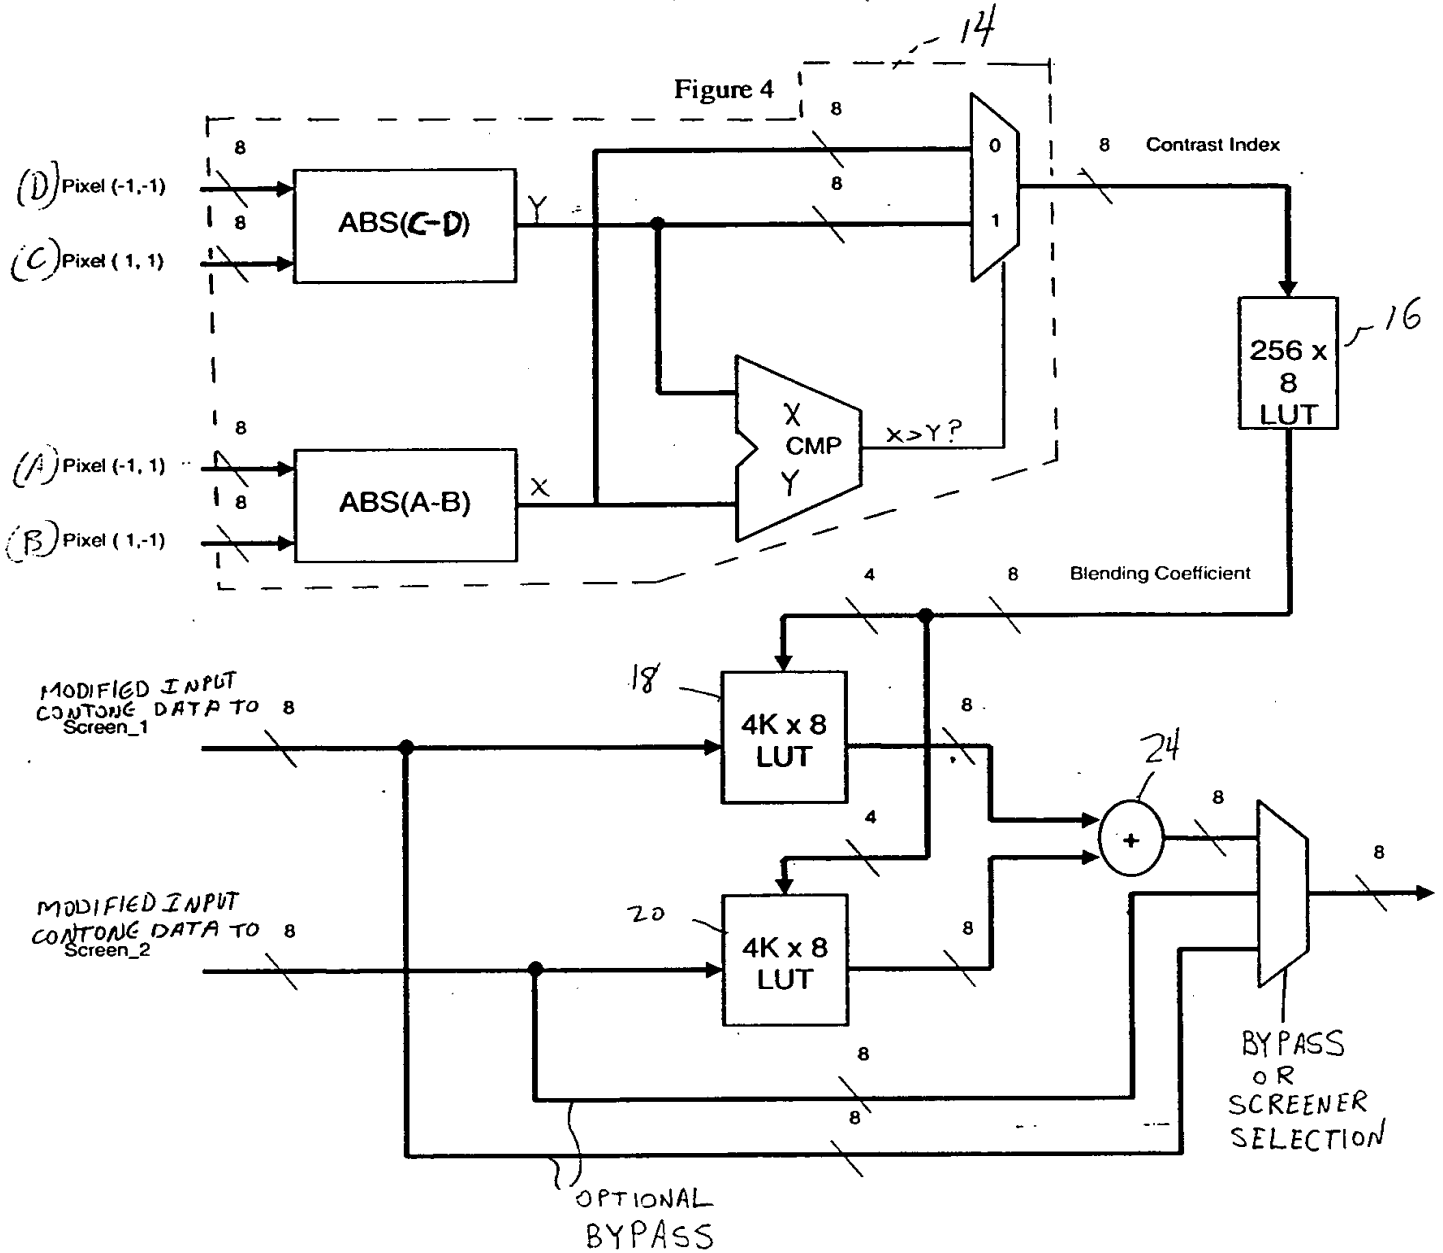 14
Figure 4
8
8
(D) Pixel (-1,-1)
8
(C) Pixel ( 1, 1)
ABS(C-D)
Y
8
8
0
1
8
Contrast Index
16
256 x
8
LUT
X
CMP
Y
X>Y?
8
(A) Pixel (-1, 1)
8
(B) Pixel ( 1,-1)
ABS(A-B)
X
4
8
Blending Coefficient
MODIFIED INPUT
CONTONE DATA TO
Screen_1
8
18
4K x 8
LUT
8
24
+
8
8
4
MODIFIED INPUT
CONTONE DATA TO
Screen_2
8
20
4K x 8
LUT
8
8
8
OPTIONAL
BYPASS
BYPASS
OR
SCREENER
SELECTION